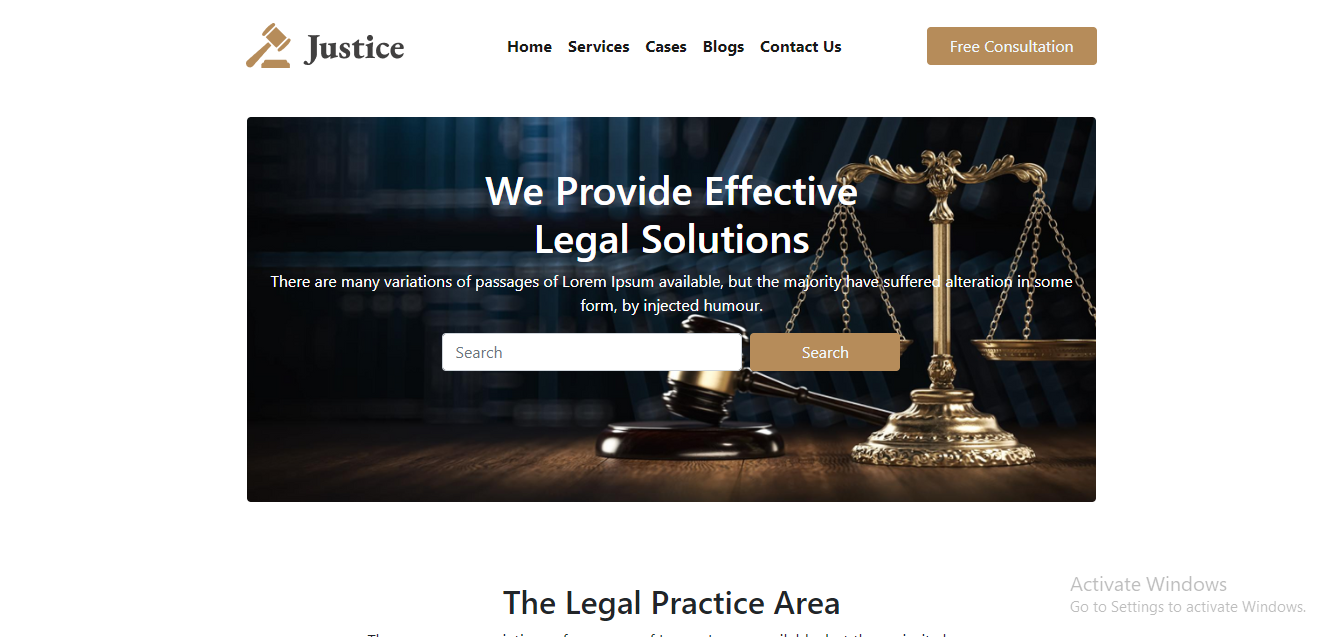 Justice
Home Services Cases Blogs Contact Us
Free Consultation
We Provide Effective
Legal Solutions
There are many variations of passages of Lorem Ipsum available, but the majority have suffered alteration in some
form, by injected humour.
Search
Search
The Legal Practice Area
Activate Windows
Go to Settings to activate Windows.